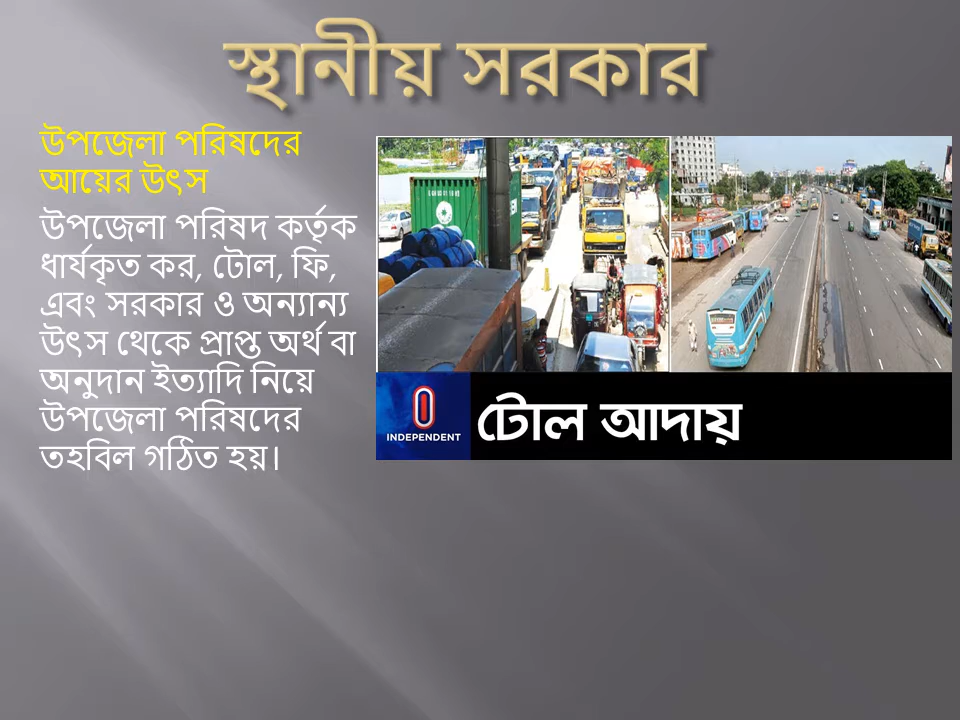 স্থানীয় সরকার
উপজেলা পরিষদের
আয়ের উৎস
উপজেলা পরিষদ কর্তৃক
ধার্যকৃত কর, টোল, ফি,
এবং সরকার ও অন্যান্য
উৎস থেকে প্রাপ্ত অর্থ বা
অনুদান ইত্যাদি নিয়ে
উপজেলা পরিষদের
তহবিল গঠিত হয়।
INDEPENDENT
টোল আদায়